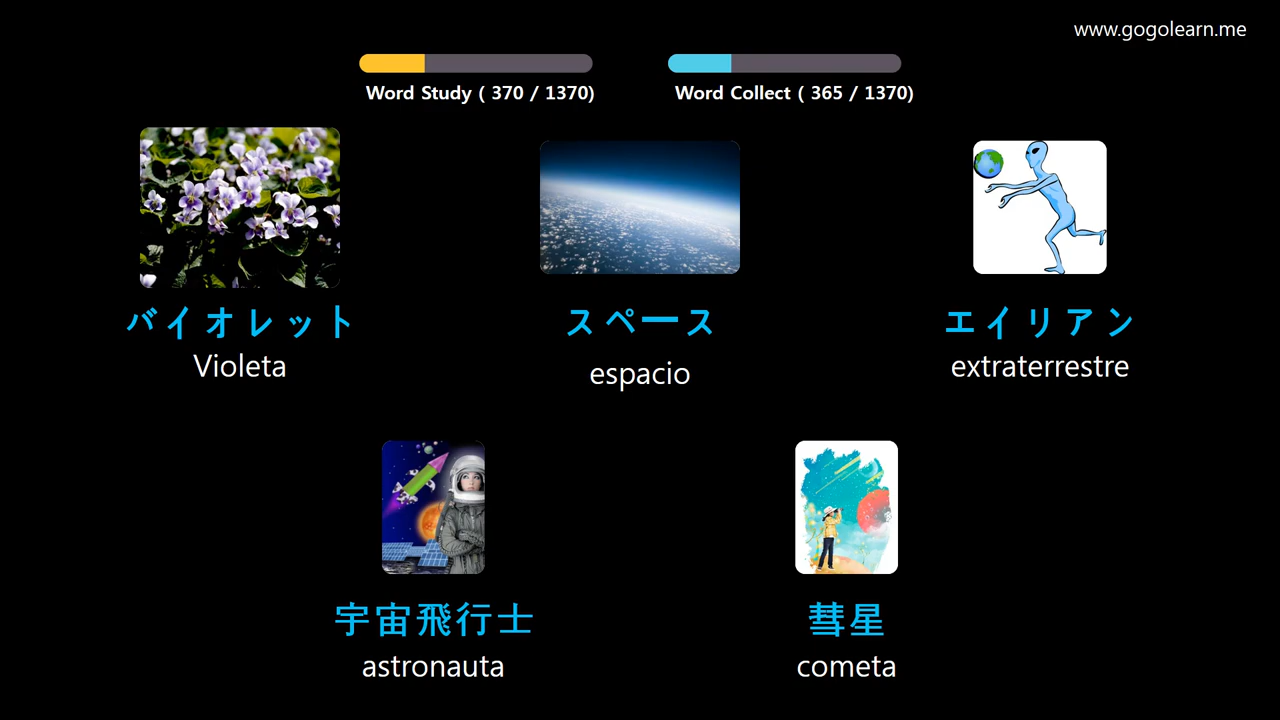 www.gogolearn.me
Word Study ( 370 / 1370)
Word Collect ( 365 / 1370)
バイオレット
Violeta
スペース
espacio
エイリアン
extraterrestre
宇宙飛行士
astronauta
彗星
cometa